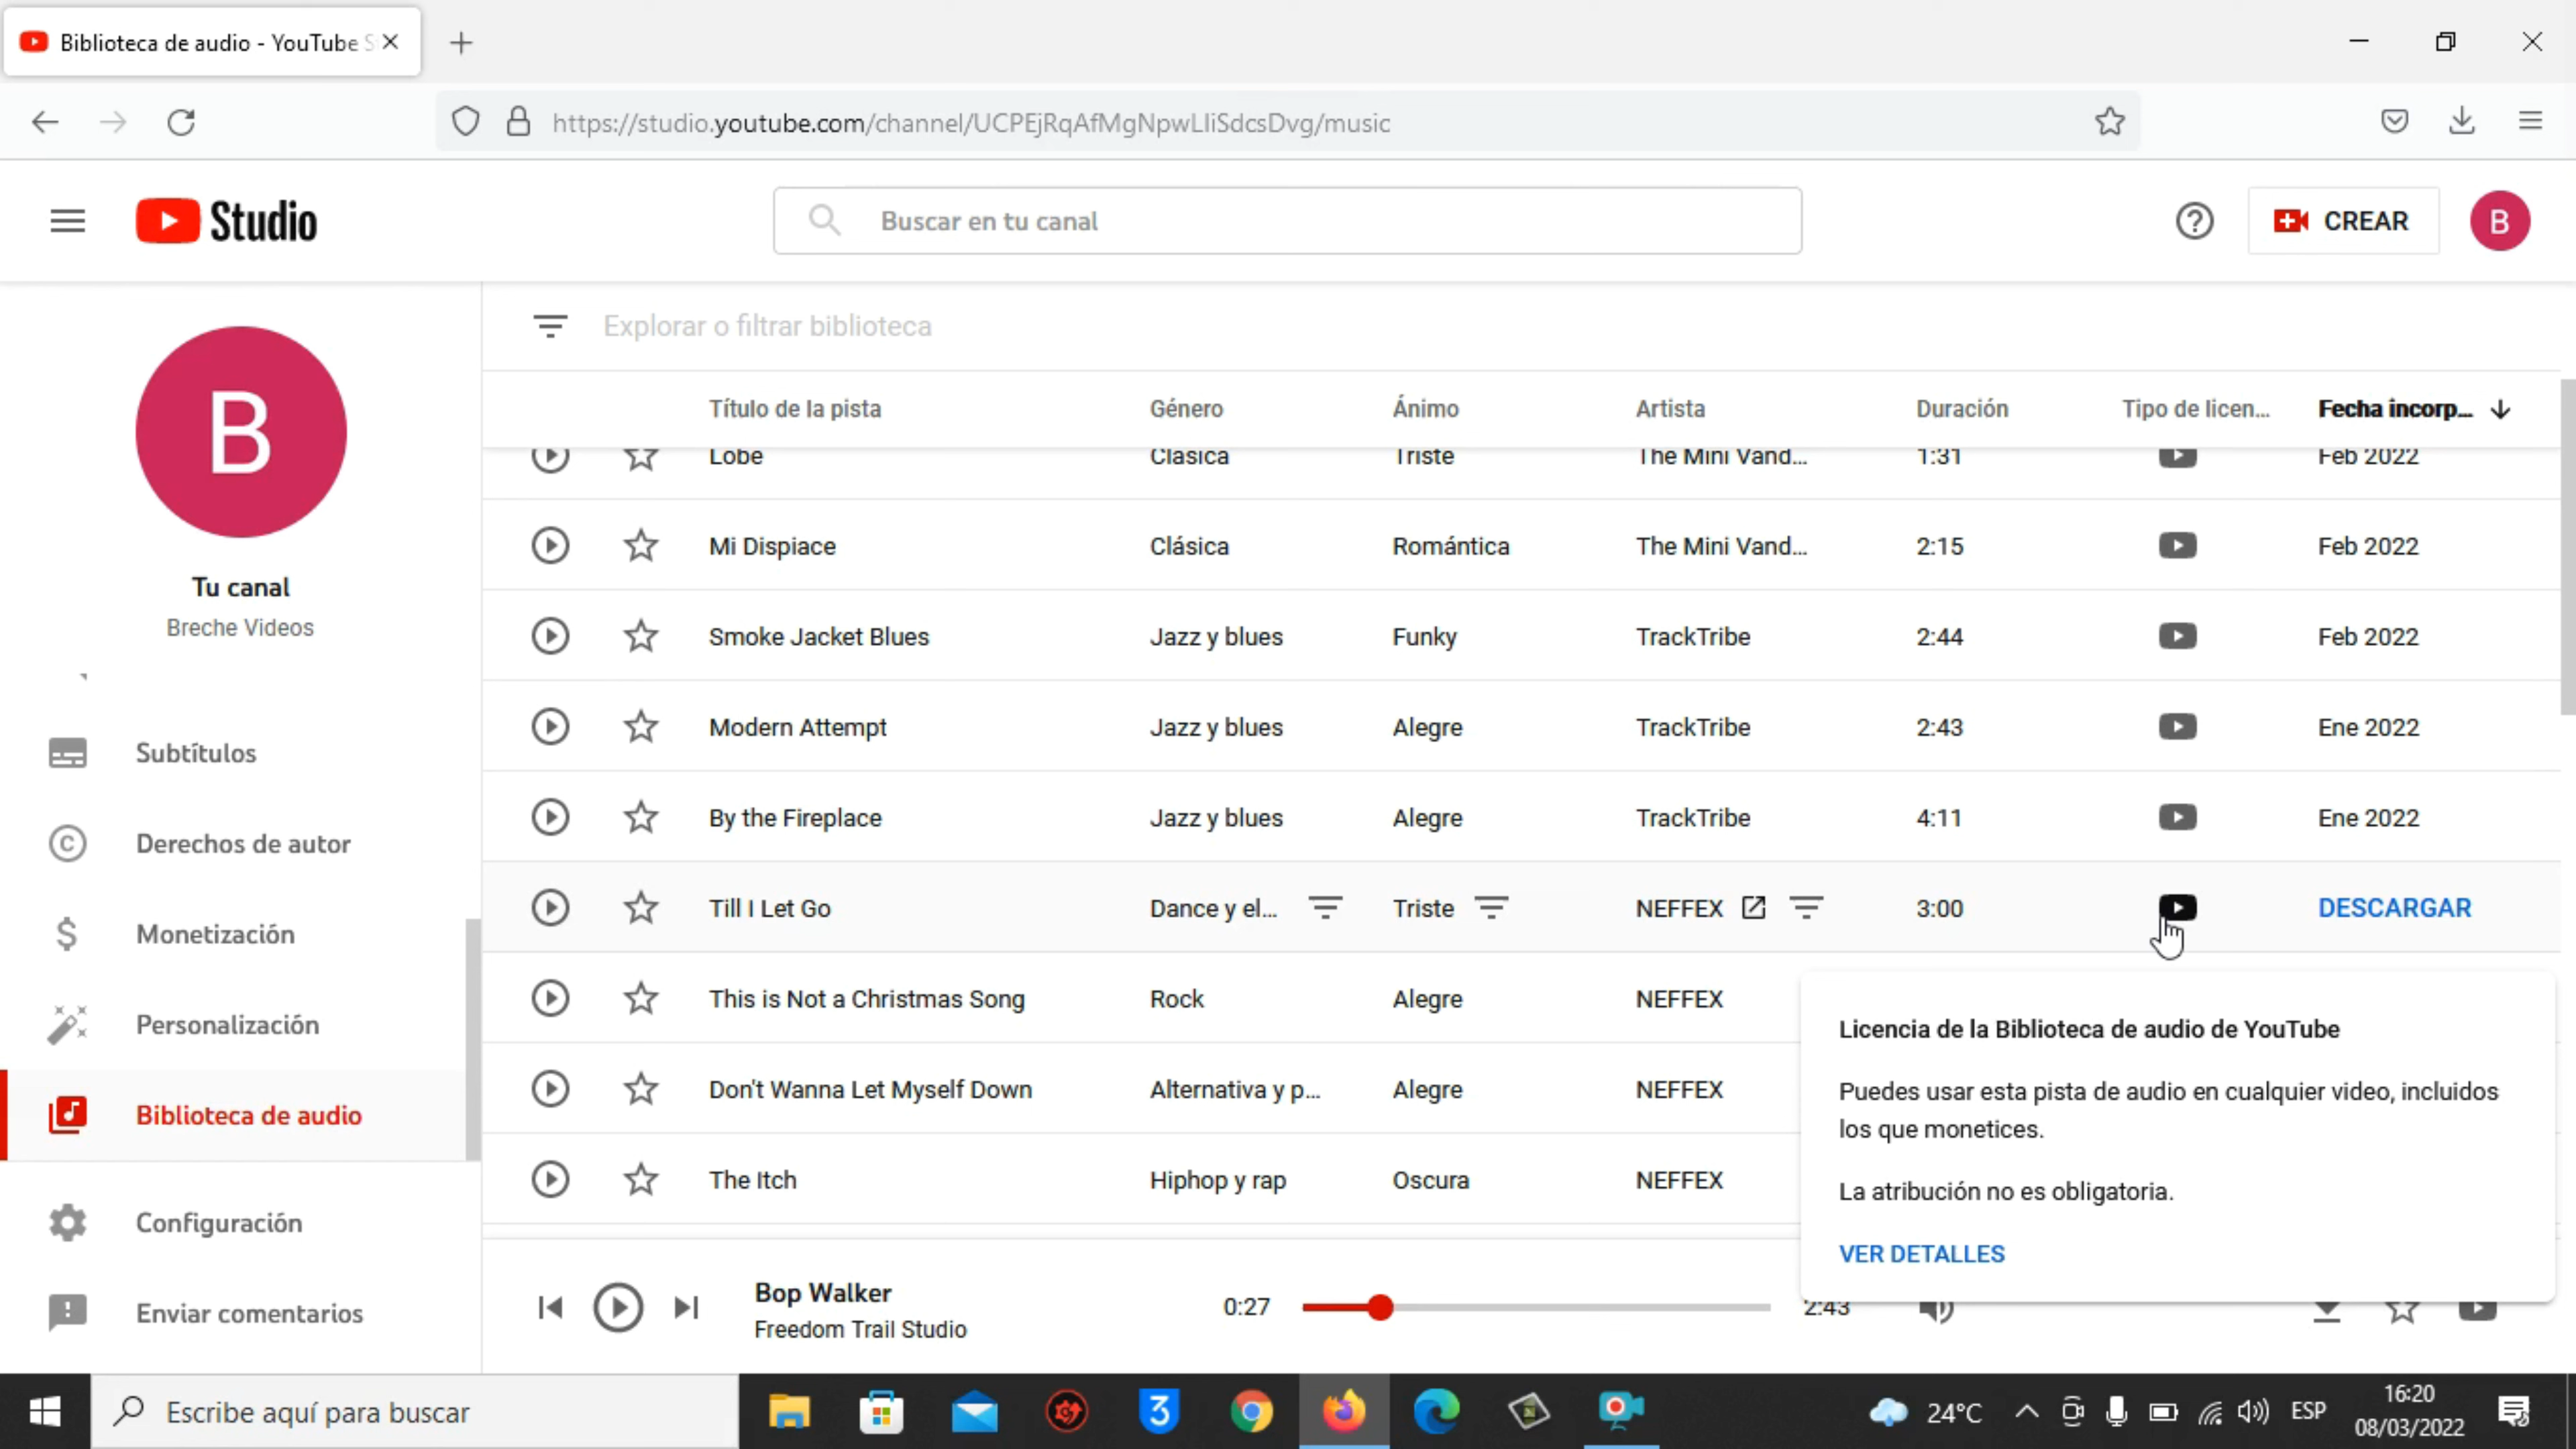 Biblioteca de audio - YouTube S
https://studio.youtube.com/channel/UCPEjRqAfMgNpwLIiSdcsDvg/music
Studio
Buscar en tu canal
CREAR
B
B
Tu canal
Breche Videos
Subtítulos
Derechos de autor
Monetización
Personalización
Biblioteca de audio
Configuración
Enviar comentarios
Explorar o filtrar biblioteca
Título de la pista Género Ánimo Artista Duración Tipo de licen... Fecha incorp...
Lobe Clásica Triste The Mini Vand... 1:31 Feb 2022
Mi Dispiace Clásica Romántica The Mini Vand... 2:15 Feb 2022
Smoke Jacket Blues Jazz y blues Funky TrackTribe 2:44 Feb 2022
Modern Attempt Jazz y blues Alegre TrackTribe 2:43 Ene 2022
By the Fireplace Jazz y blues Alegre TrackTribe 4:11 Ene 2022
Till I Let Go Dance y el... Triste NEFFEX 3:00 DESCARGAR
This is Not a Christmas Song Rock Alegre NEFFEX
Don't Wanna Let Myself Down Alternativa y p... Alegre NEFFEX
The Itch Hiphop y rap Oscura NEFFEX
Licencia de la Biblioteca de audio de YouTube
Puedes usar esta pista de audio en cualquier video, incluidos
los que monetices.
La atribución no es obligatoria.
VER DETALLES
Bop Walker
Freedom Trail Studio
0:27 2:43
Escribe aquí para buscar
3
24°C
ESP
16:20
08/03/2022